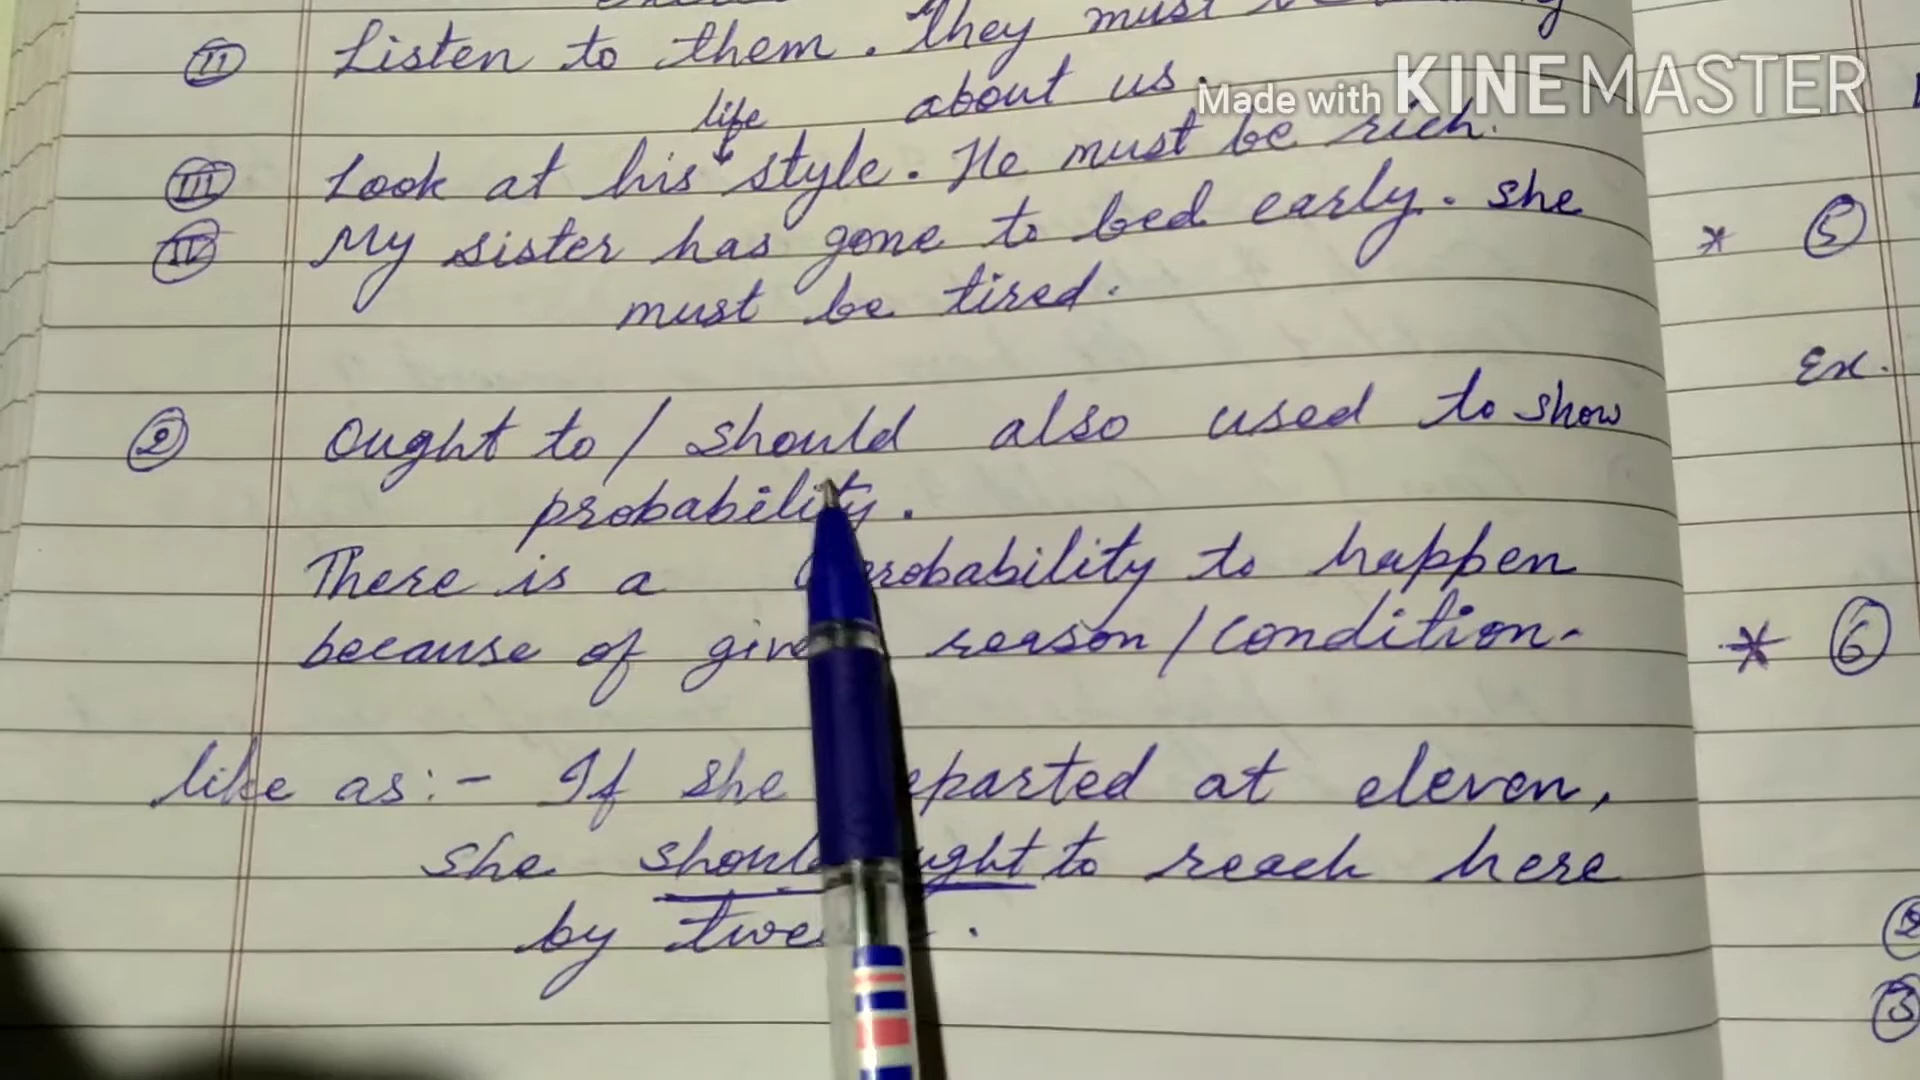 II Listen to them. They must
about us.
Made with KINEMASTER
life
III Look at his style. He must be rich.
IV My sister has gone to bed early. she
must be tired.
* 5
Ex.
2 Ought to / should also used to show
probability.
There is a probability to happen
because of given reason / condition.
* 6
like as:- If she departed at eleven,
she should ought to reach here
by twe
2
3